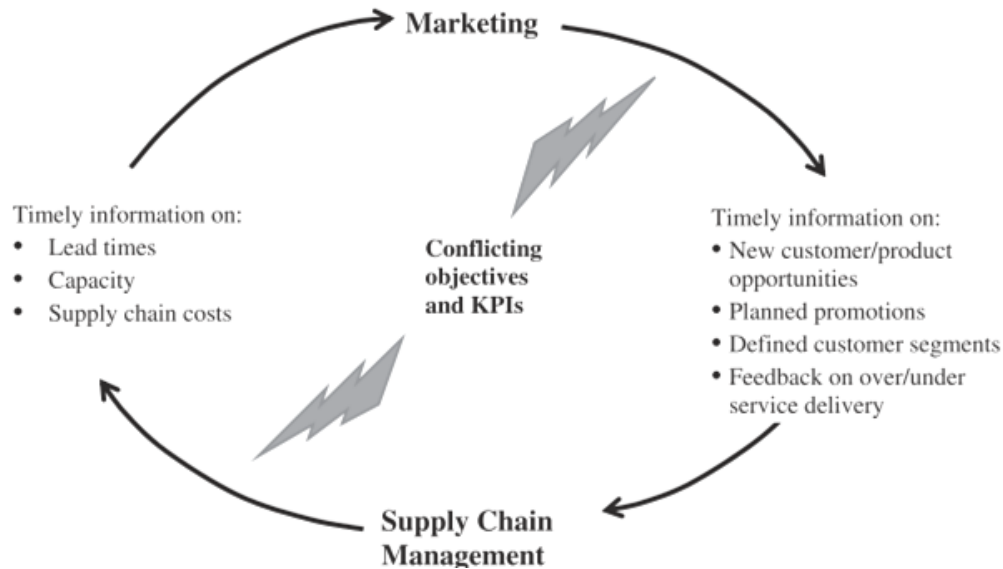 Marketing
Timely information on:
• Lead times
• Capacity
• Supply chain costs
Conflicting
objectives
and KPIs
Timely information on:
• New customer/product
opportunities
• Planned promotions
• Defined customer segments
• Feedback on over/under
service delivery
Supply Chain
Management